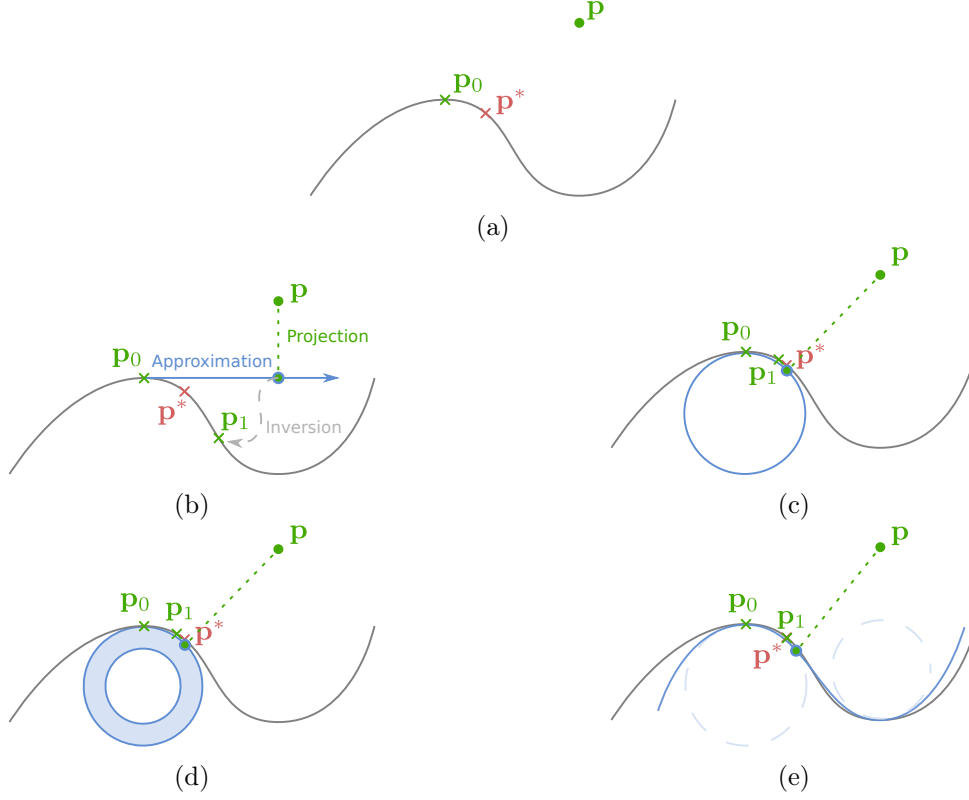 p
p₀
p*
(a)
p
Projection
p₀
Approximation
p*
p₁
Inversion
(b)
p
p₀
p*
p₁
(c)
p
p₀
p₁
p*
(d)
p
p₀
p₁
p*
(e)